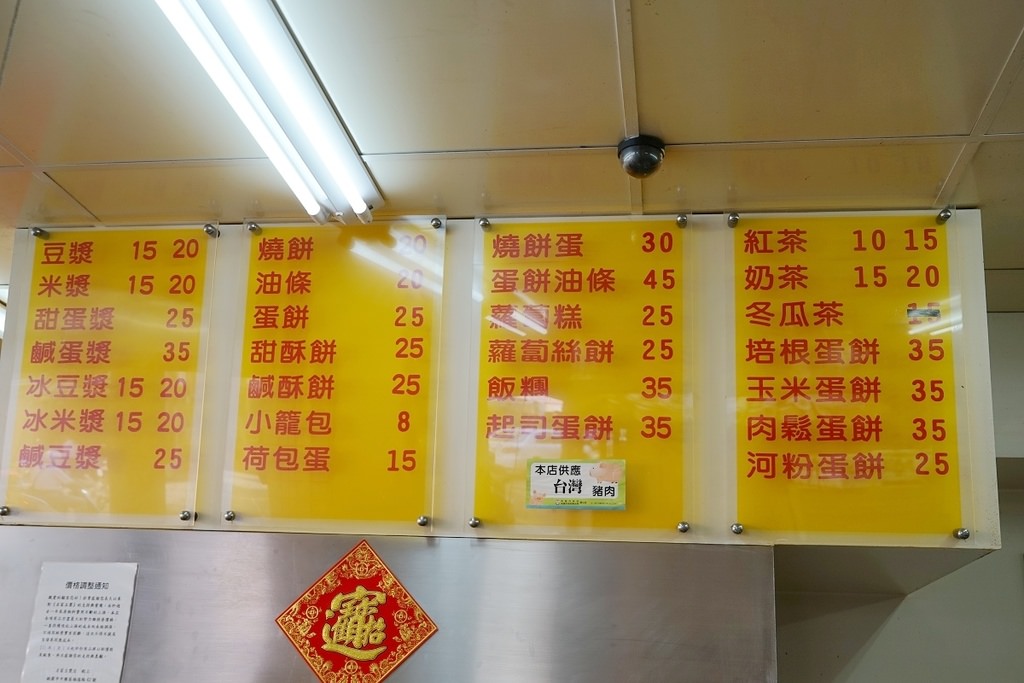 豆漿 15 20
米漿 15 20
甜蛋漿 25
鹹蛋漿 35
冰豆漿 15 20
冰米漿 15 20
鹹豆漿 25
燒餅 20
油條 20
蛋餅 25
甜酥餅 25
鹹酥餅 25
小籠包 8
荷包蛋 15
燒餅蛋 30
蛋餅油條 45
蘿蔔糕 25
蘿蔔絲餅 25
飯糰 35
起司蛋餅 35
本店供應
台灣 豬肉
紅茶 10 15
奶茶 15 20
冬瓜茶
培根蛋餅 35
玉米蛋餅 35
肉鬆蛋餅 35
河粉蛋餅 25
價格調整通知